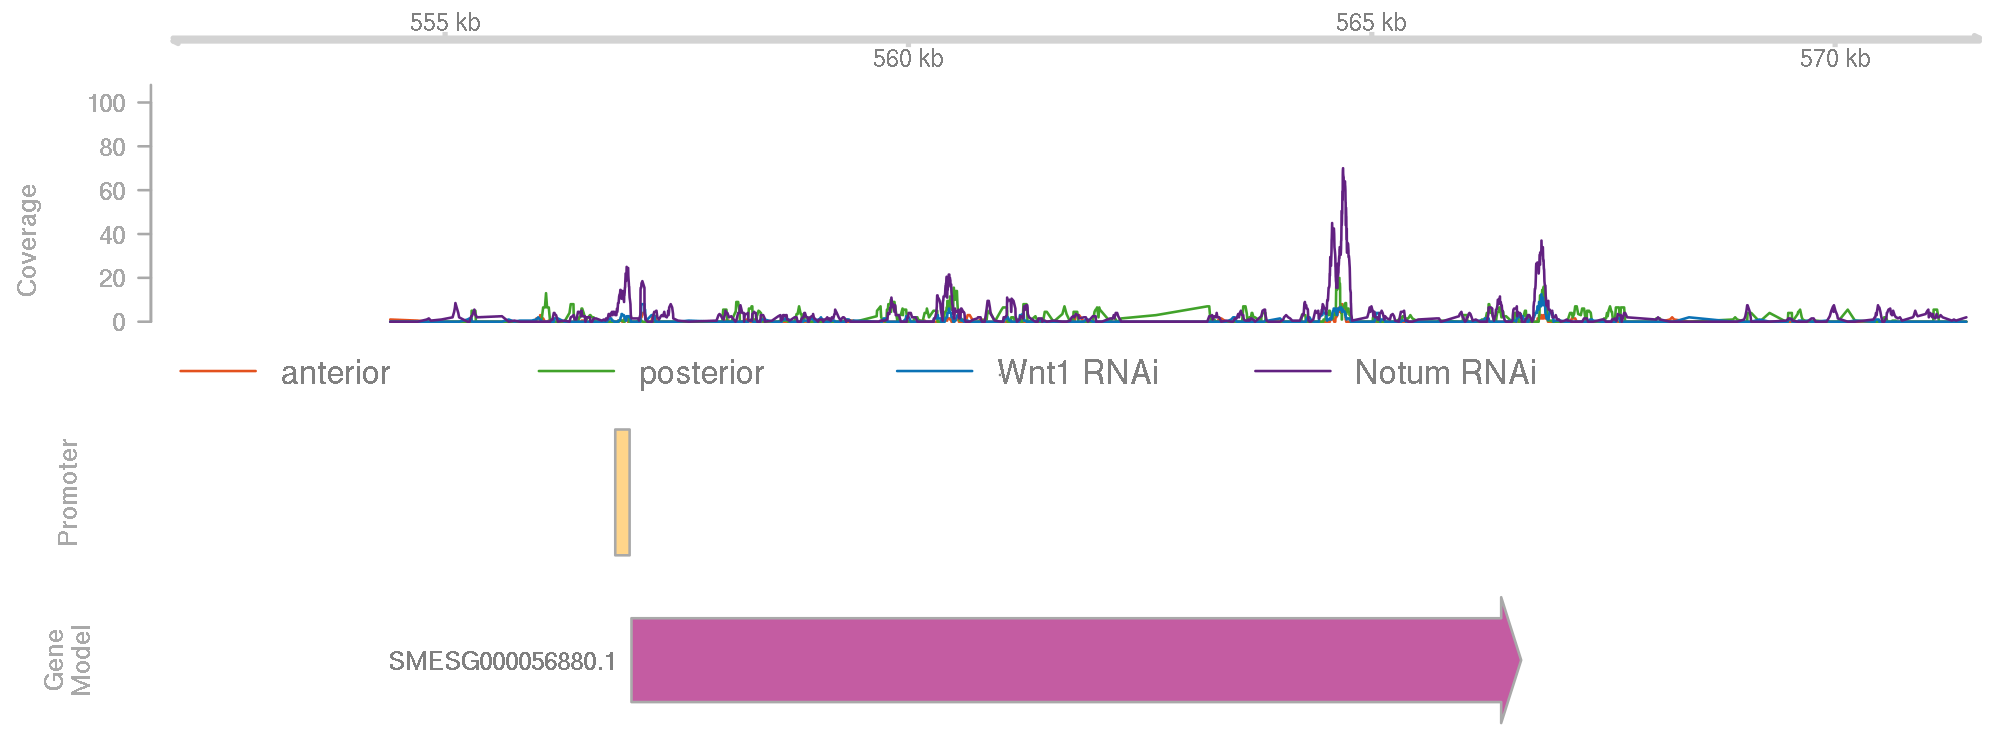 555 kb
565 kb
560 kb
570 kb
Coverage
100
80
60
40
20
0
anterior
posterior
Wnt1 RNAi
Notum RNAi
Promoter
Gene
Model
SMESG000056880.1